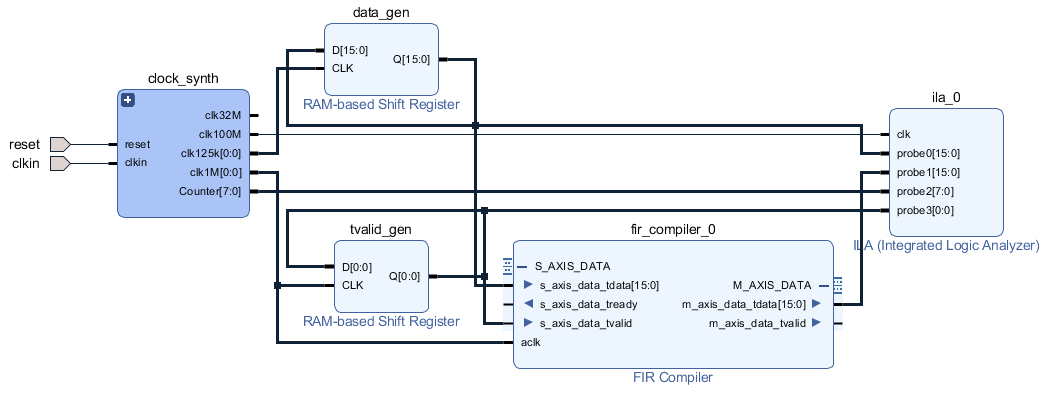 data_gen
D[15:0]
CLK
Q[15:0]
RAM-based Shift Register
clock_synth
reset
clkin
reset
clkin
clk32M
clk100M
clk125k[0:0]
clk1M[0:0]
Counter[7:0]
ila_0
clk
probe0[15:0]
probe1[15:0]
probe2[7:0]
probe3[0:0]
ILA (Integrated Logic Analyzer)
tvalid_gen
D[0:0]
CLK
Q[0:0]
RAM-based Shift Register
fir_compiler_0
S_AXIS_DATA
s_axis_data_tdata[15:0]
s_axis_data_tready
s_axis_data_tvalid
aclk
M_AXIS_DATA
m_axis_data_tdata[15:0]
m_axis_data_tvalid
FIR Compiler